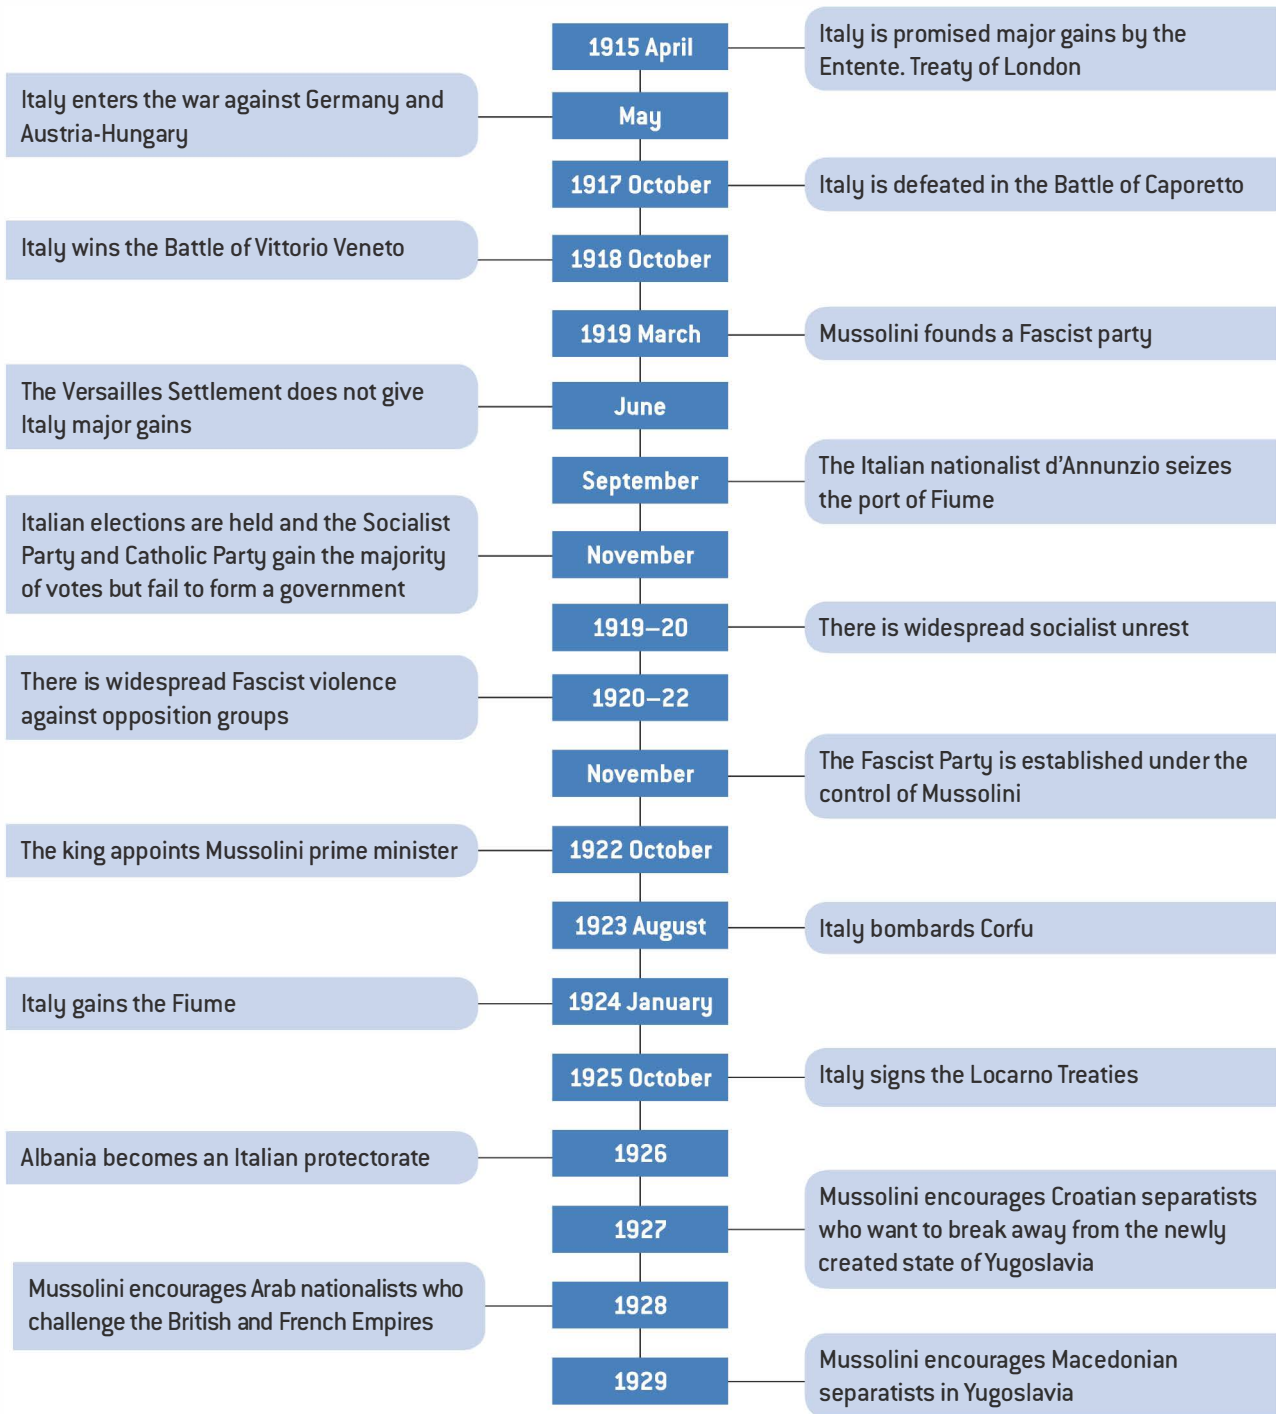 1915 April
Italy is promised major gains by the
Entente. Treaty of London
May
Italy enters the war against Germany and
Austria-Hungary
1917 October
Italy is defeated in the Battle of Caporetto
1918 October
Italy wins the Battle of Vittorio Veneto
1919 March
Mussolini founds a Fascist party
June
The Versailles Settlement does not give
Italy major gains
September
The Italian nationalist d’Annunzio seizes
the port of Fiume
November
Italian elections are held and the Socialist
Party and Catholic Party gain the majority
of votes but fail to form a government
1919–20
There is widespread socialist unrest
1920–22
There is widespread Fascist violence
against opposition groups
November
The Fascist Party is established under the
control of Mussolini
1922 October
The king appoints Mussolini prime minister
1923 August
Italy bombards Corfu
1924 January
Italy gains the Fiume
1925 October
Italy signs the Locarno Treaties
1926
Albania becomes an Italian protectorate
1927
Mussolini encourages Croatian separatists
who want to break away from the newly
created state of Yugoslavia
1928
Mussolini encourages Arab nationalists who
challenge the British and French Empires
1929
Mussolini encourages Macedonian
separatists in Yugoslavia